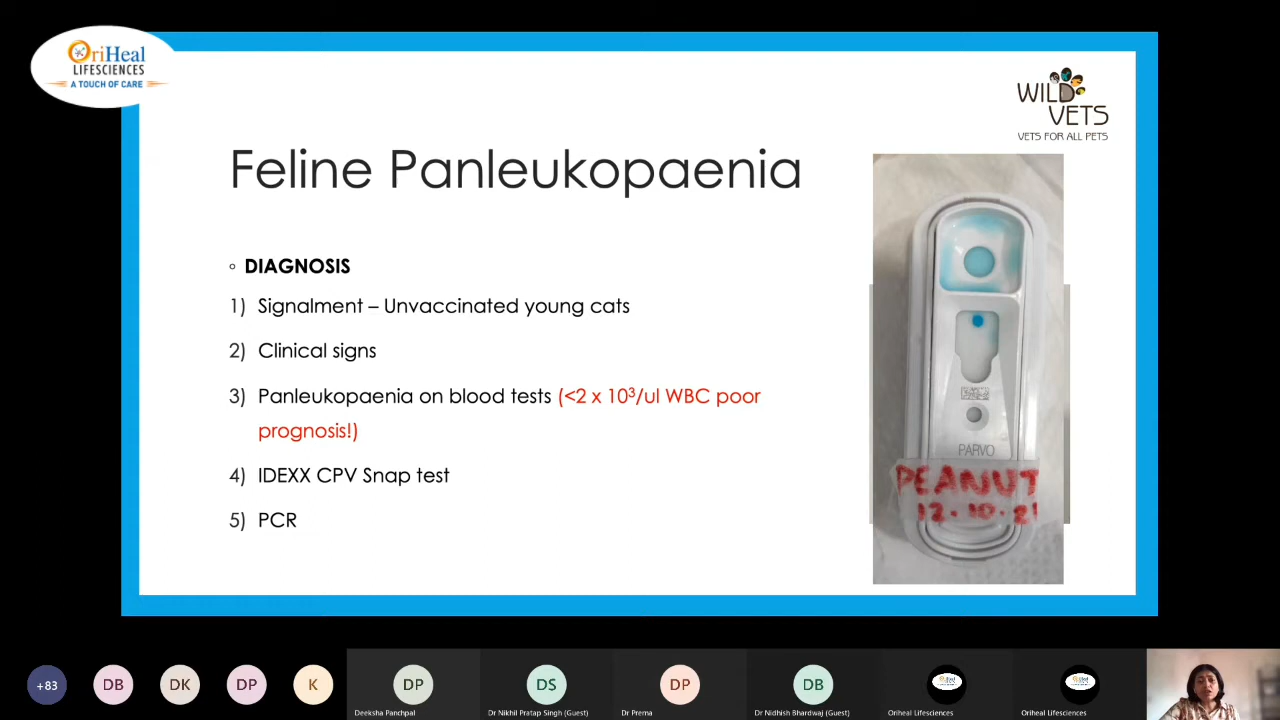 OriHeal
LIFESCIENCES
A TOUCH OF CARE
WILD
VETS
VETS FOR ALL PETS
Feline Panleukopaenia
DIAGNOSIS
1) Signalment – Unvaccinated young cats
2) Clinical signs
3) Panleukopaenia on blood tests (<2 x 10³/ul WBC poor
prognosis!)
4) IDEXX CPV Snap test
5) PCR
PARVO
PEANUT
12.10.21
+83
DB
DK
DP
K
DP
DS
DP
DB
Deeksha Panchpal
Dr Nikhil Pratap Singh (Guest)
Dr Prerna
Dr Nidhish Bhardwaj (Guest)
Oriheal Lifesciences
Oriheal Lifesciences